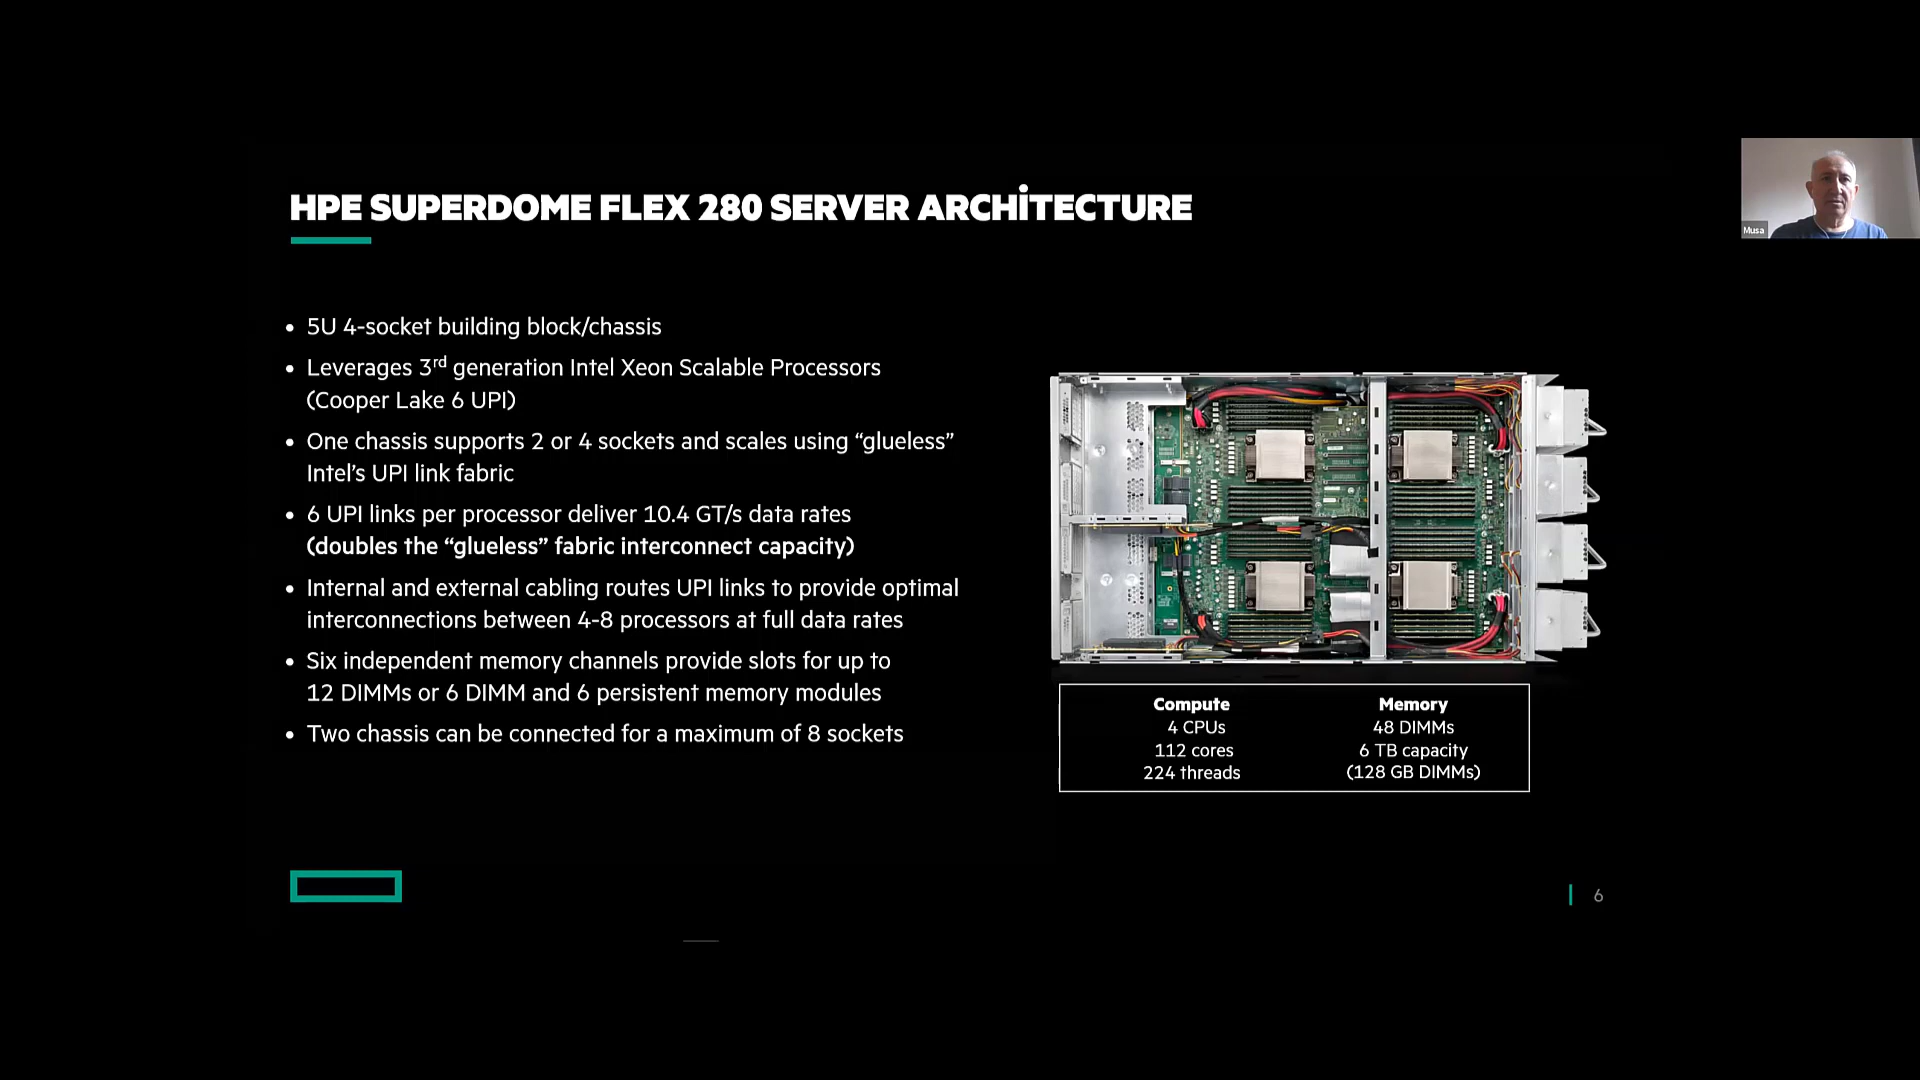 HPE SUPERDOME FLEX 280 SERVER ARCHİTECTURE
Musa
• 5U 4-socket building block/chassis
• Leverages 3rd generation Intel Xeon Scalable Processors
(Cooper Lake 6 UPI)
• One chassis supports 2 or 4 sockets and scales using “glueless”
Intel’s UPI link fabric
• 6 UPI links per processor deliver 10.4 GT/s data rates
(doubles the “glueless” fabric interconnect capacity)
• Internal and external cabling routes UPI links to provide optimal
interconnections between 4-8 processors at full data rates
• Six independent memory channels provide slots for up to
12 DIMMs or 6 DIMM and 6 persistent memory modules
• Two chassis can be connected for a maximum of 8 sockets
Compute
4 CPUs
112 cores
224 threads
Memory
48 DIMMs
6 TB capacity
(128 GB DIMMs)
6